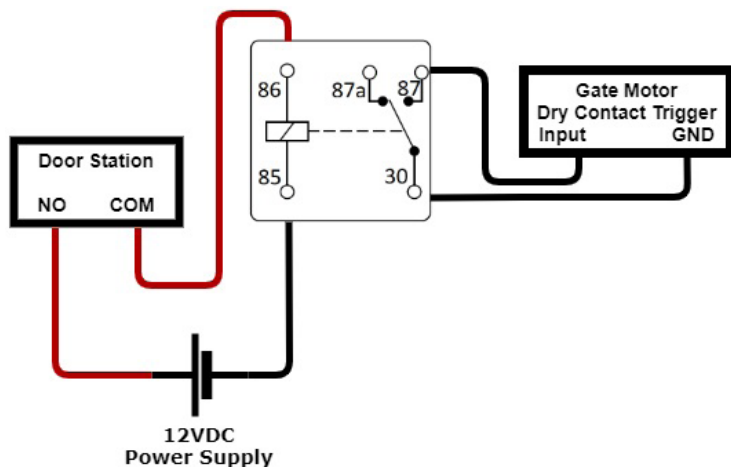 86
87a
87
85
30
Door Station
NO COM
Gate Motor
Dry Contact Trigger
Input GND
12VDC
Power Supply